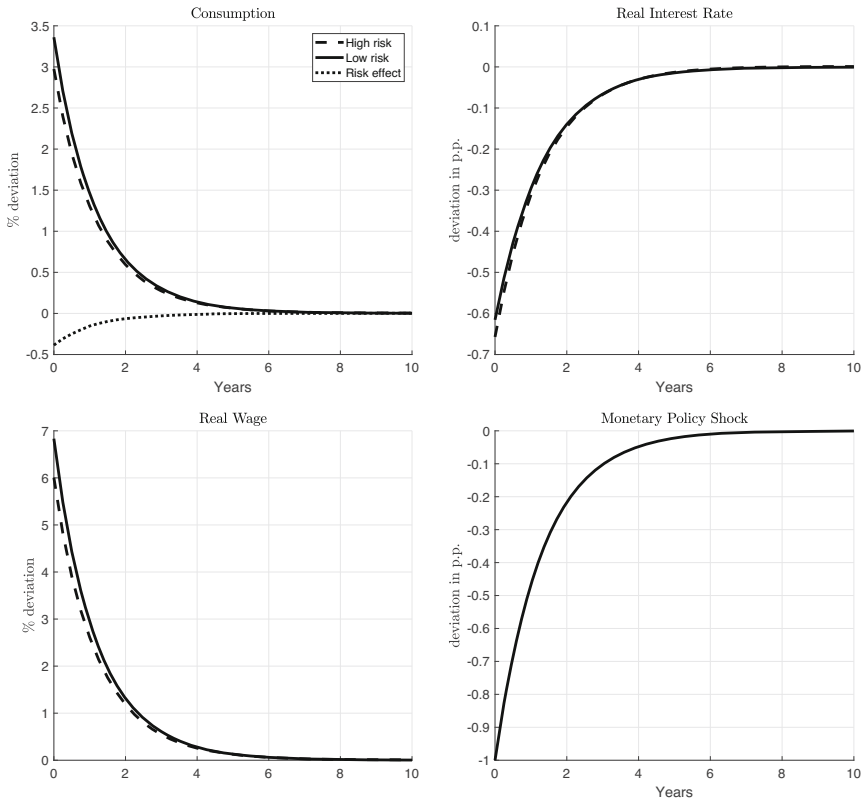 Consumption
3.5
3
2.5
2
1.5
1
0.5
0
-0.5
% deviation
High risk
Low risk
Risk effect
0 2 4 6 8 10
Years
Real Interest Rate
0.1
0
-0.1
-0.2
-0.3
-0.4
-0.5
-0.6
-0.7
deviation in p.p.
0 2 4 6 8 10
Years
Real Wage
7
6
5
4
3
2
1
0
% deviation
0 2 4 6 8 10
Monetary Policy Shock
0
-0.1
-0.2
-0.3
-0.4
-0.5
-0.6
-0.7
-0.8
-0.9
-1
deviation in p.p.
0 2 4 6 8 10
Years